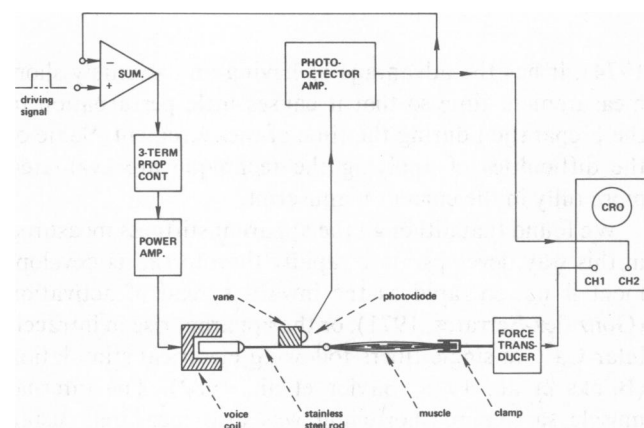 PHOTO-
DETECTOR
AMP.
−
SUM.
+
driving
signal
3-TERM
PROP
CONT
CRO
POWER
AMP.
CH1
CH2
vane
photodiode
FORCE
TRANS-
DUCER
voice
coil
stainless
steel rod
muscle
clamp